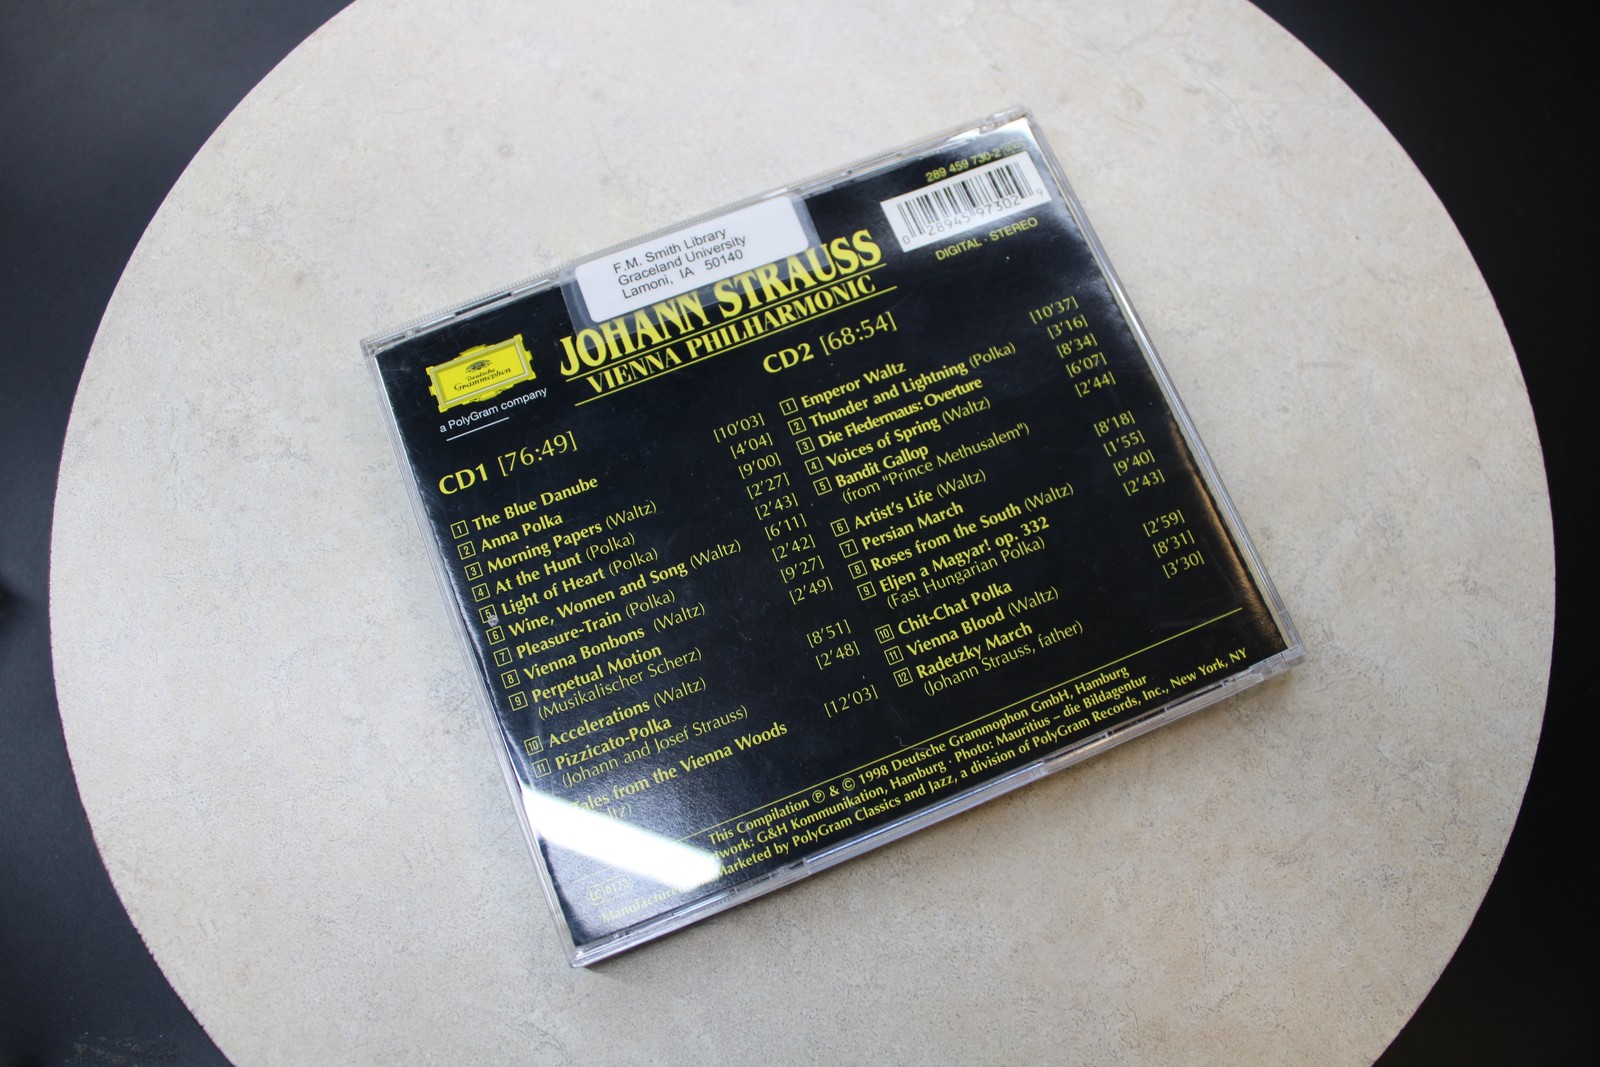 289 459 730-2
0 28945 97302 9
DIGITAL · STEREO
F.M. Smith Library
Graceland University
Lamoni, IA 50140
JOHANN STRAUSS
VIENNA PHILHARMONIC
Deutsche
Grammophon
a PolyGram company
CD1 [76:49]
1 The Blue Danube [10'03]
2 Anna Polka [4'04]
3 Morning Papers (Waltz) [9'00]
4 At the Hunt (Polka) [2'27]
5 Light of Heart (Polka) [2'43]
6 Wine, Women and Song (Waltz) [6'11]
7 Pleasure-Train (Polka) [2'42]
8 Vienna Bonbons (Waltz) [9'27]
9 Perpetual Motion [2'49]
(Musikalischer Scherz)
10 Accelerations (Waltz) [8'51]
11 Pizzicato-Polka [2'48]
(Johann and Josef Strauss)
Tales from the Vienna Woods [12'03]
CD2 [68:54]
1 Emperor Waltz [10'37]
2 Thunder and Lightning (Polka) [3'16]
3 Die Fledermaus: Overture [8'34]
4 Voices of Spring (Waltz) [6'07]
5 Bandit Gallop [2'44]
(from "Prince Methusalem")
6 Artist's Life (Waltz) [8'18]
7 Persian March [1'55]
8 Roses from the South (Waltz) [9'40]
9 Eljen a Magyar! op. 332 [2'43]
(Fast Hungarian Polka)
10 Chit-Chat Polka [2'59]
11 Vienna Blood (Waltz) [8'31]
12 Radetzky March [3'30]
(Johann Strauss, father)
This Compilation ℗ & © 1998 Deutsche Grammophon GmbH, Hamburg
G&H Kommunikation, Hamburg · Photo: Mauritius – die Bildagentur
Marketed by PolyGram Classics and Jazz, a division of PolyGram Records, Inc., New York, NY